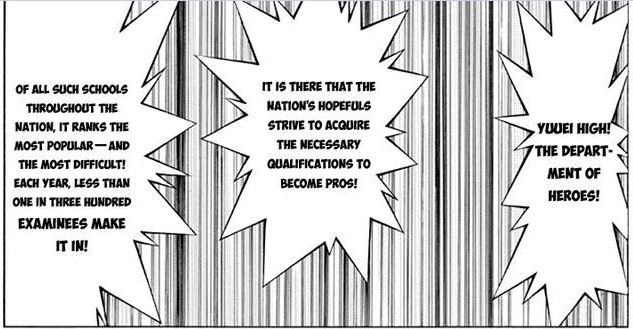 YUUEI HIGH!
THE DEPART-
MENT OF
HEROES!
IT IS THERE THAT THE
NATION'S HOPEFULS
STRIVE TO ACQUIRE
THE NECESSARY
QUALIFICATIONS TO
BECOME PROS!
OF ALL SUCH SCHOOLS
THROUGHOUT THE
NATION, IT RANKS THE
MOST POPULAR — AND
THE MOST DIFFICULT!
EACH YEAR, LESS THAN
ONE IN THREE HUNDRED
EXAMINEES MAKE
IT IN!